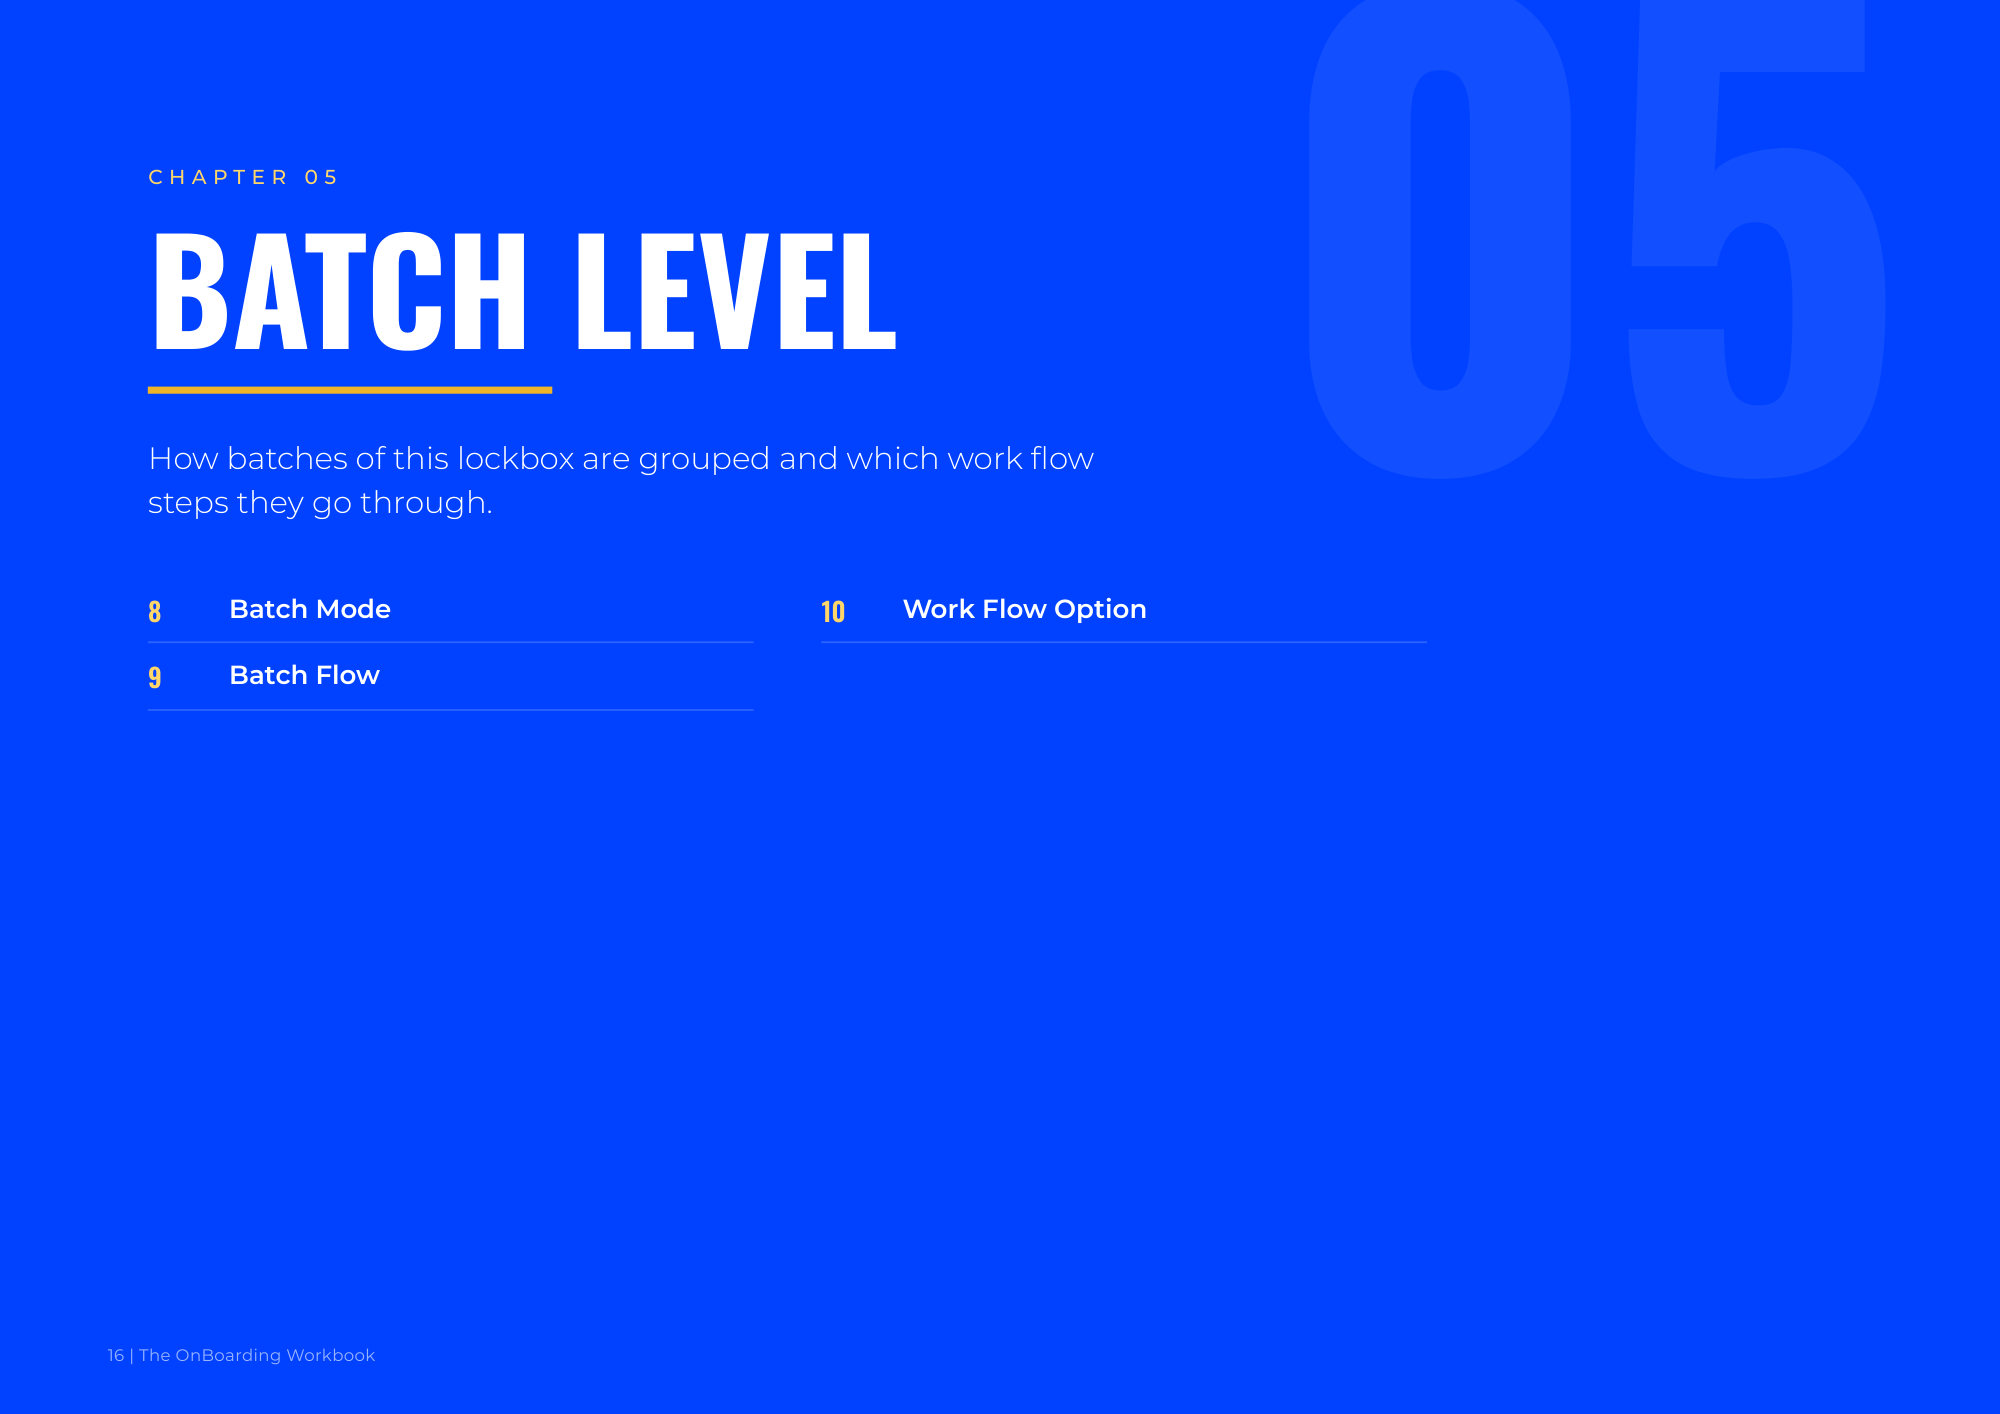 05
CHAPTER 05
BATCH LEVEL
How batches of this lockbox are grouped and which work flow
steps they go through.
8 Batch Mode
9 Batch Flow
10 Work Flow Option
16 | The OnBoarding Workbook